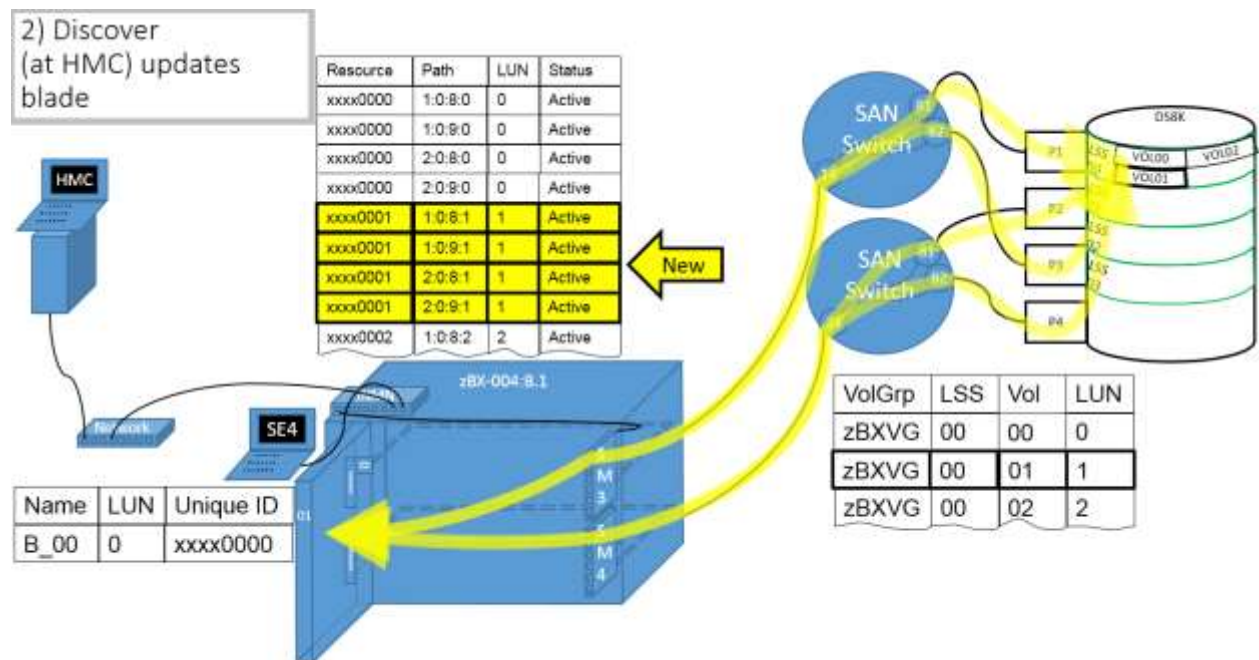 2) Discover
(at HMC) updates
blade
Resource Path LUN Status
xxxx0000 1:0:8:0 0 Active
xxxx0000 1:0:9:0 0 Active
xxxx0000 2:0:8:0 0 Active
xxxx0000 2:0:9:0 0 Active
xxxx0001 1:0:8:1 1 Active
xxxx0001 1:0:9:1 1 Active
xxxx0001 2:0:8:1 1 Active
xxxx0001 2:0:9:1 1 Active
xxxx0002 1:0:8:2 2 Active
New
HMC
Network
SE4
zBX-004:B.1
01
M
3
M
4
Name LUN Unique ID
B_00 0 xxxx0000
SAN
Switch
SAN
Switch
P1
P2
P3
P4
DS8K
LSS
VOL00 VOL02
VOL01
LSS
LSS
VolGrp LSS Vol LUN
zBXVG 00 00 0
zBXVG 00 01 1
zBXVG 00 02 2